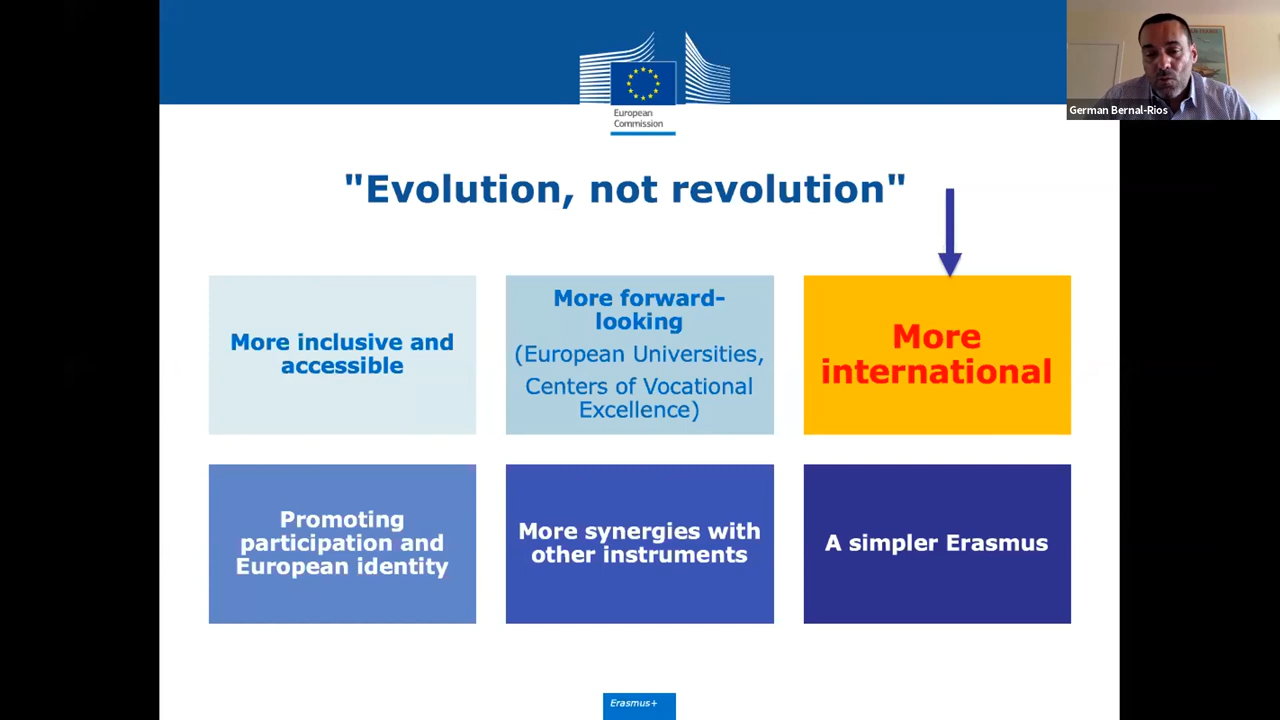 European
Commission
German Bernal-Rios
"Evolution, not revolution"
More inclusive and
accessible
More forward-
looking
(European Universities,
Centers of Vocational
Excellence)
More
international
Promoting
participation and
European identity
More synergies with
other instruments
A simpler Erasmus
Erasmus+